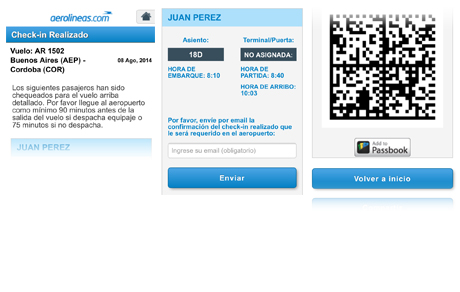 aerolineas.com
Check-in Realizado
Vuelo: AR 1502
Buenos Aires (AEP) - 08 Ago, 2014
Cordoba (COR)
Los siguientes pasajeros han sido
chequeados para el vuelo arriba
detallado. Por favor llegue al aeropuerto
como mínimo 90 minutos antes de la
salida del vuelo si despacha equipaje o
75 minutos si no despacha.
JUAN PEREZ
JUAN PEREZ
Asiento: Terminal/Puerta:
18D NO ASIGNADA:
HORA DE HORA DE
EMBARQUE: 8:10 PARTIDA: 8:40
HORA DE ARRIBO:
10:03
Por favor, envíe por email la
confirmación del check-in realizado que
le será requerido en el aeropuerto:
Ingrese su email (obligatorio)
Enviar
Add to
Passbook
Volver a inicio